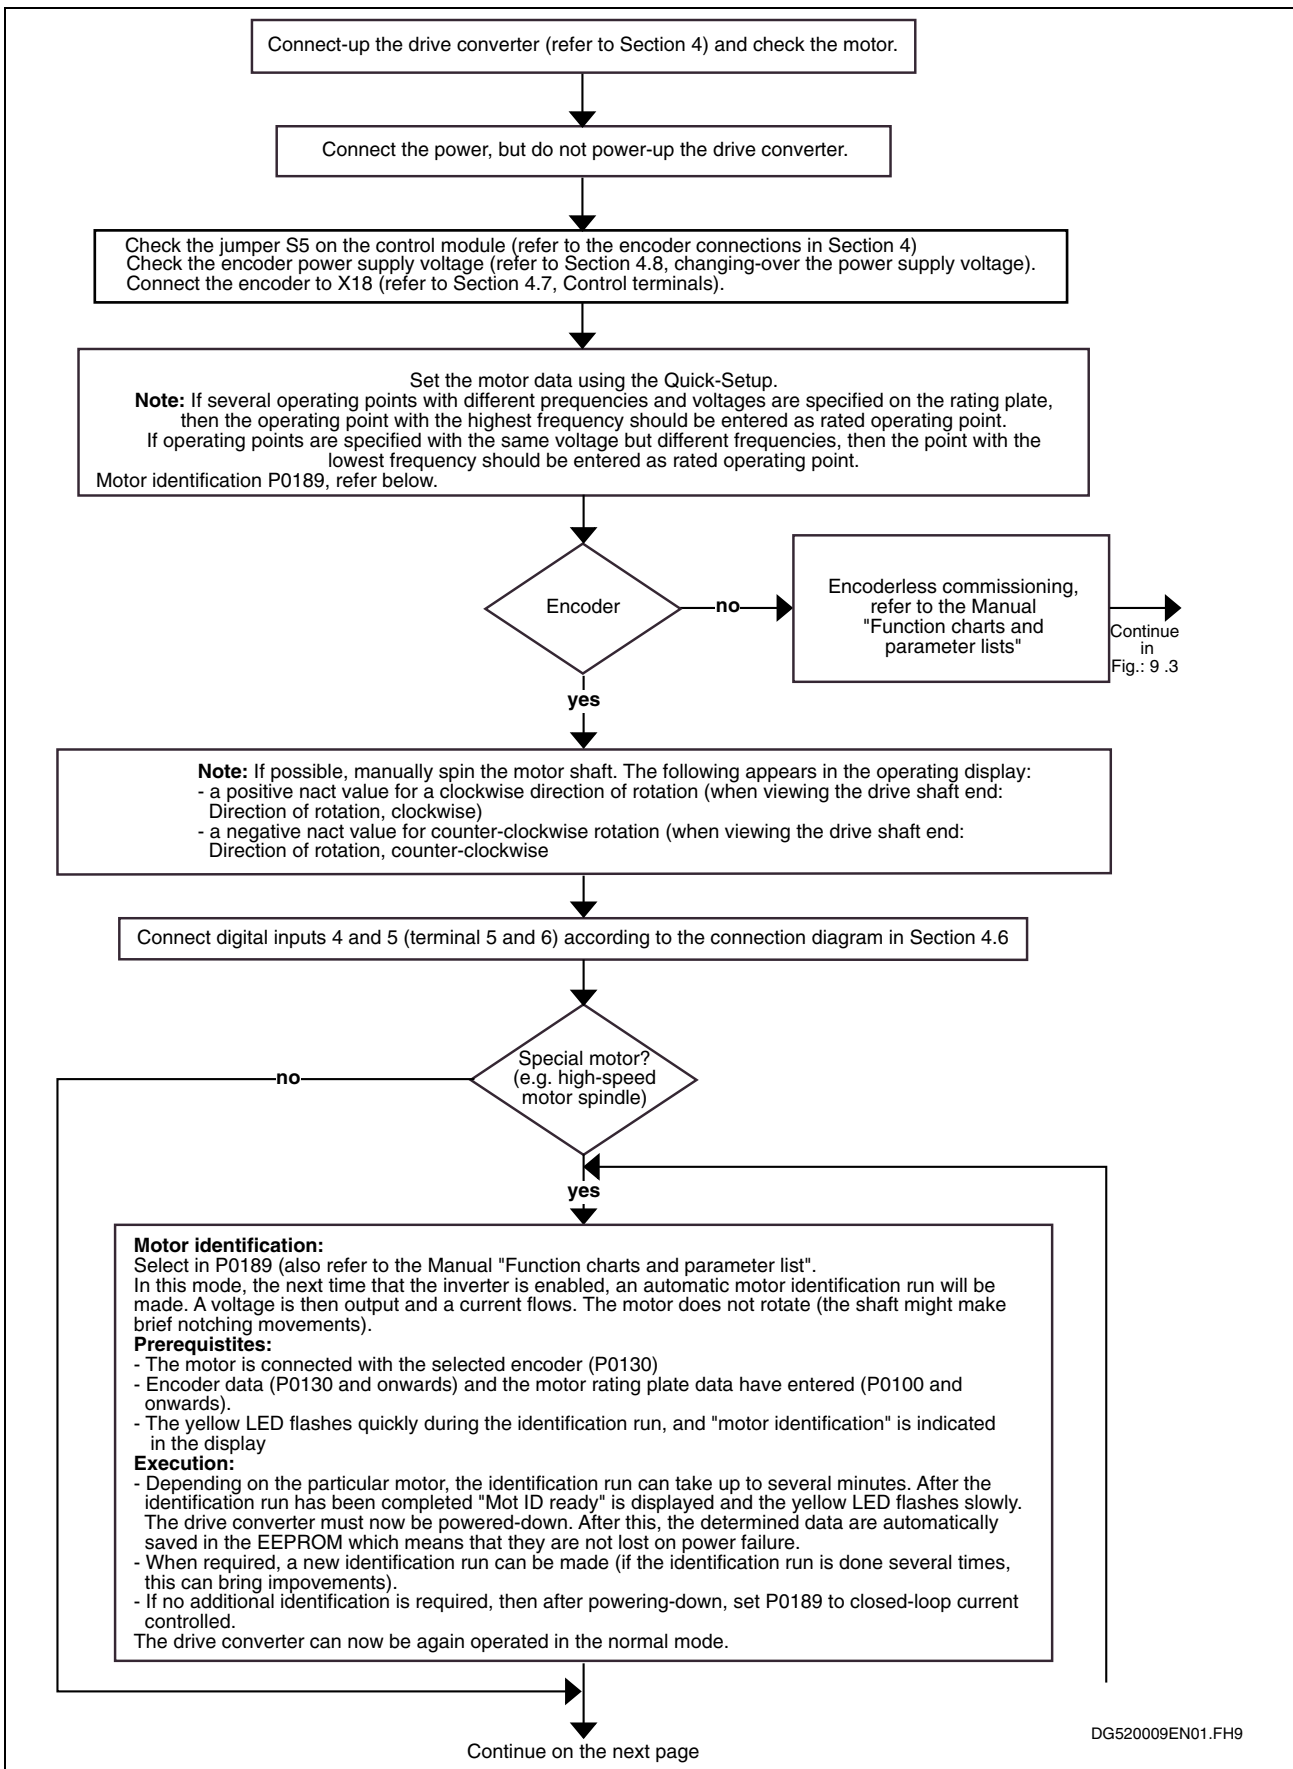 Connect-up the drive converter (refer to Section 4) and check the motor.
Connect the power, but do not power-up the drive converter.
Check the jumper S5 on the control module (refer to the encoder connections in Section 4)
Check the encoder power supply voltage (refer to Section 4.8, changing-over the power supply voltage).
Connect the encoder to X18 (refer to Section 4.7, Control terminals).
Set the motor data using the Quick-Setup.
Note: If several operating points with different prequencies and voltages are specified on the rating plate,
then the operating point with the highest frequency should be entered as rated operating point.
If operating points are specified with the same voltage but different frequencies, then the point with the
lowest frequency should be entered as rated operating point.
Motor identification P0189, refer below.
Encoder
no
Encoderless commissioning,
refer to the Manual
"Function charts and
parameter lists"
Continue
in
Fig.: 9 .3
yes
Note: If possible, manually spin the motor shaft. The following appears in the operating display:
- a positive nact value for a clockwise direction of rotation (when viewing the drive shaft end:
Direction of rotation, clockwise)
- a negative nact value for counter-clockwise rotation (when viewing the drive shaft end:
Direction of rotation, counter-clockwise
Connect digital inputs 4 and 5 (terminal 5 and 6) according to the connection diagram in Section 4.6
Special motor?
(e.g. high-speed
motor spindle)
no
yes
Motor identification:
Select in P0189 (also refer to the Manual "Function charts and parameter list".
In this mode, the next time that the inverter is enabled, an automatic motor identification run will be
made. A voltage is then output and a current flows. The motor does not rotate (the shaft might make
brief notching movements).
Prerequistites:
- The motor is connected with the selected encoder (P0130)
- Encoder data (P0130 and onwards) and the motor rating plate data have entered (P0100 and
onwards).
- The yellow LED flashes quickly during the identification run, and "motor identification" is indicated
in the display
Execution:
- Depending on the particular motor, the identification run can take up to several minutes. After the
identification run has been completed "Mot ID ready" is displayed and the yellow LED flashes slowly.
The drive converter must now be powered-down. After this, the determined data are automatically
saved in the EEPROM which means that they are not lost on power failure.
- When required, a new identification run can be made (if the identification run is done several times,
this can bring impovements).
- If no additional identification is required, then after powering-down, set P0189 to closed-loop current
controlled.
The drive converter can now be again operated in the normal mode.
Continue on the next page
DG520009EN01.FH9